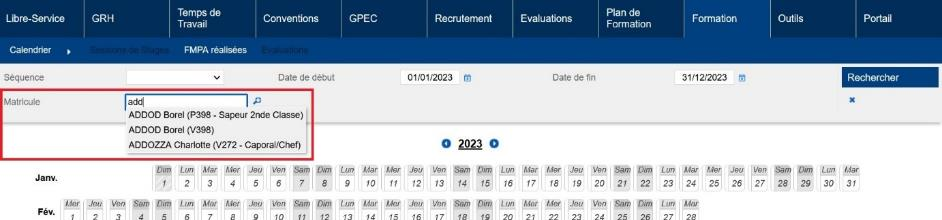 Libre-Service GRH Temps de Travail Conventions GPEC Recrutement Evaluations Plan de Formation Formation Outils Portail
Calendrier Sessions de Stages FMPA réalisées Evaluations
Séquence Date de début 01/01/2023 Date de fin 31/12/2023 Rechercher
Matricule add
ADDOD Borel (P398 - Sapeur 2nde Classe)
ADDOD Borel (V398)
ADDOZZA Charlotte (V272 - Caporal/Chef)
2023
Janv. Dim 1 Lun 2 Mar 3 Mer 4 Jeu 5 Ven 6 Sam 7 Dim 8 Lun 9 Mar 10 Mer 11 Jeu 12 Ven 13 Sam 14 Dim 15 Lun 16 Mar 17 Mer 18 Jeu 19 Ven 20 Sam 21 Dim 22 Lun 23 Mar 24 Mer 25 Jeu 26 Ven 27 Sam 28 Dim 29 Lun 30 Mar 31
Fév. Mer 1 Jeu 2 Ven 3 Sam 4 Dim 5 Lun 6 Mar 7 Mer 8 Jeu 9 Ven 10 Sam 11 Dim 12 Lun 13 Mar 14 Mer 15 Jeu 16 Ven 17 Sam 18 Dim 19 Lun 20 Mar 21 Mer 22 Jeu 23 Ven 24 Sam 25 Dim 26 Lun 27 Mar 28